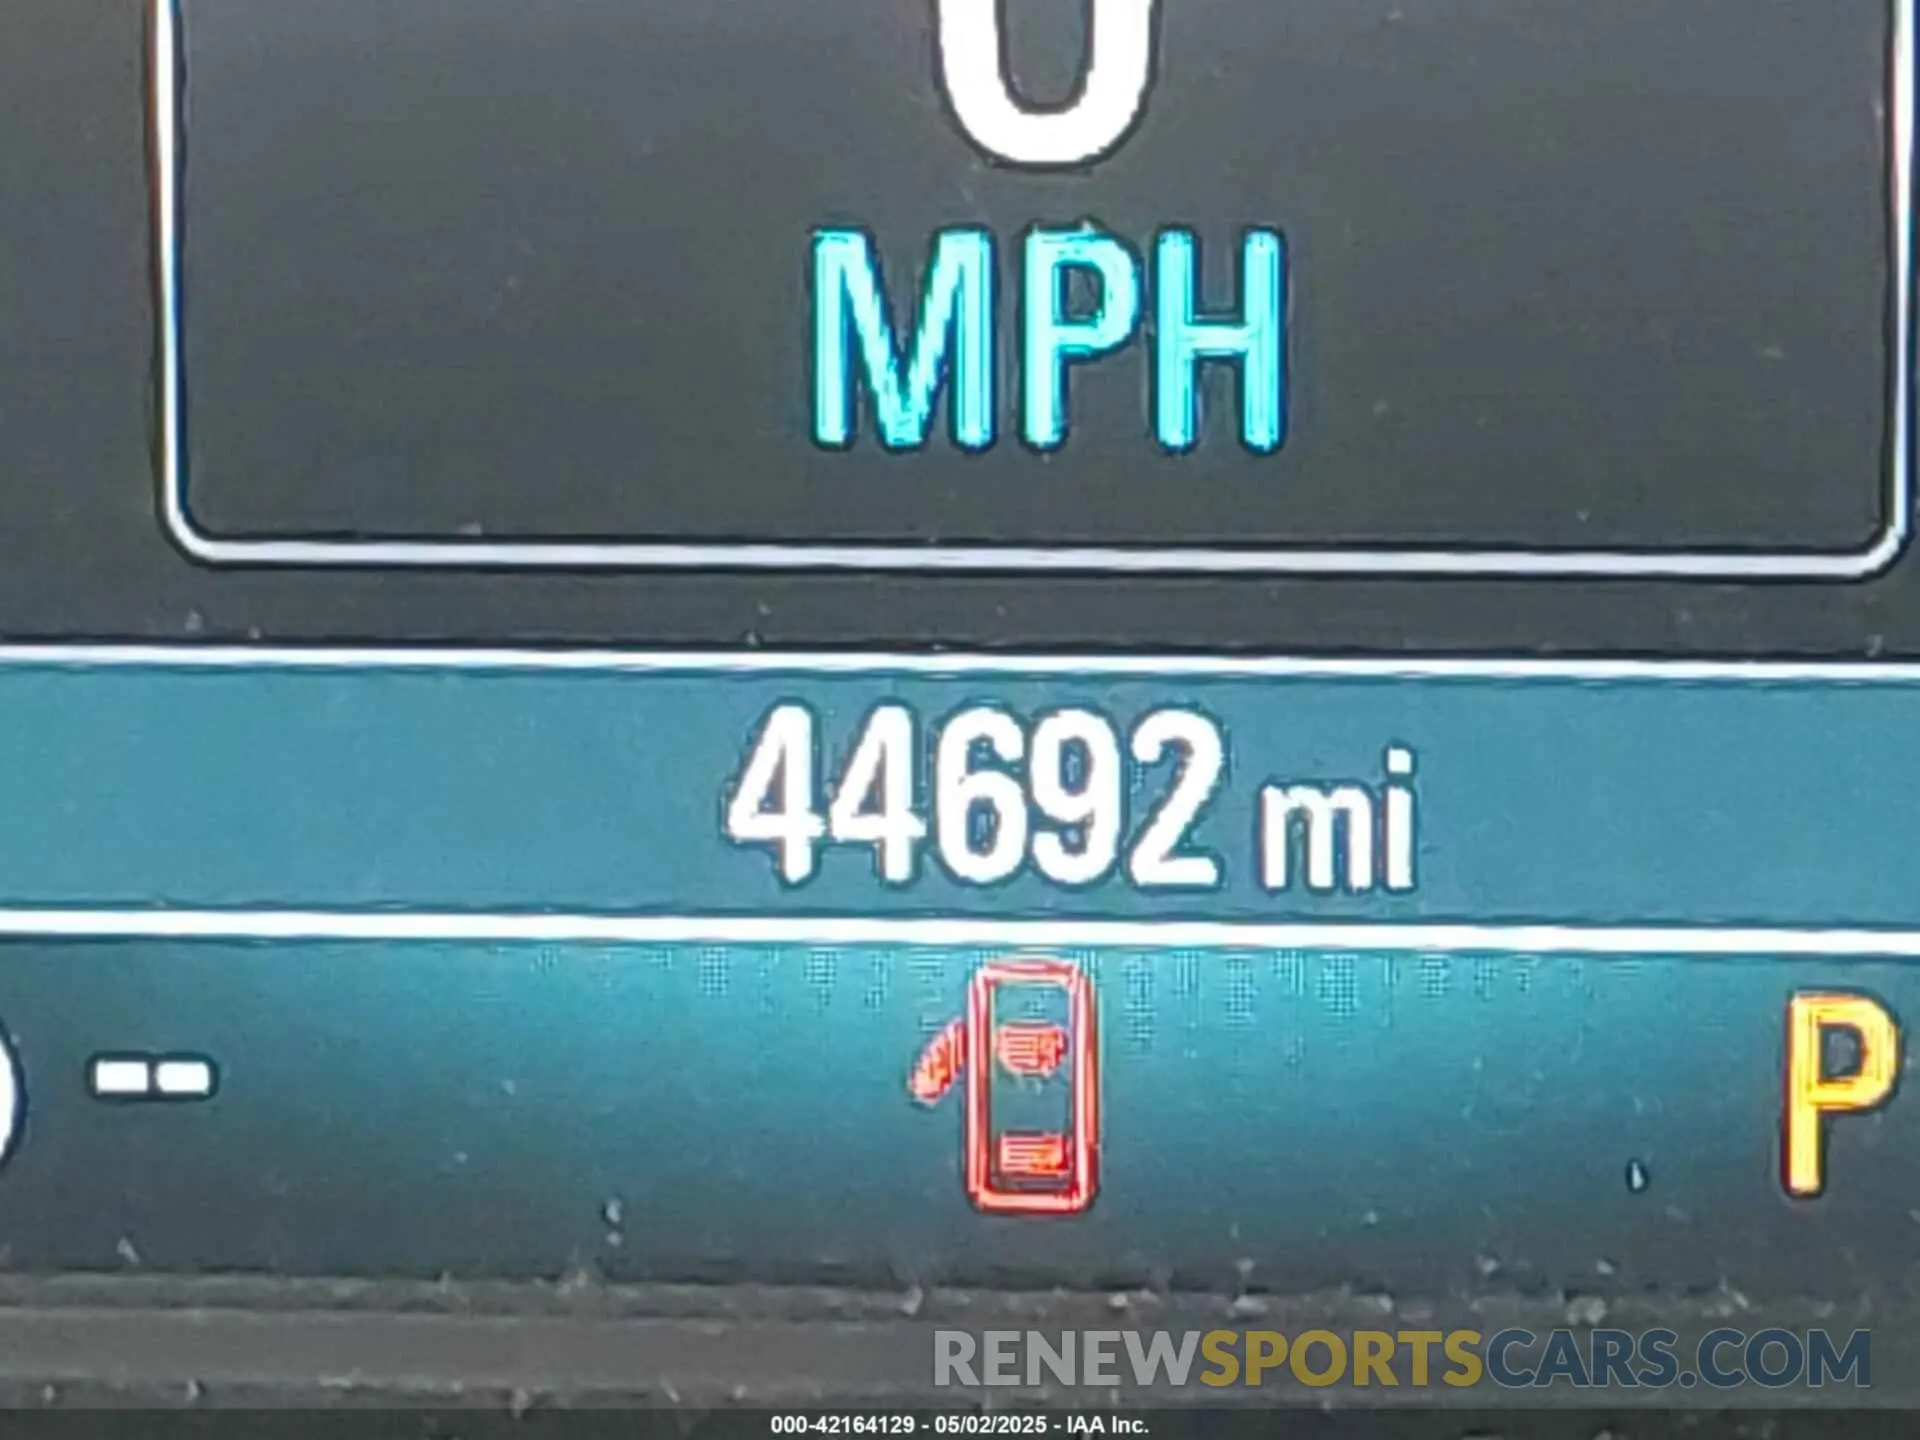 0
MPH
44692 mi
--
P
RENEWSPORTSCARS.COM
000-42164129 - 05/02/2025 - IAA Inc.